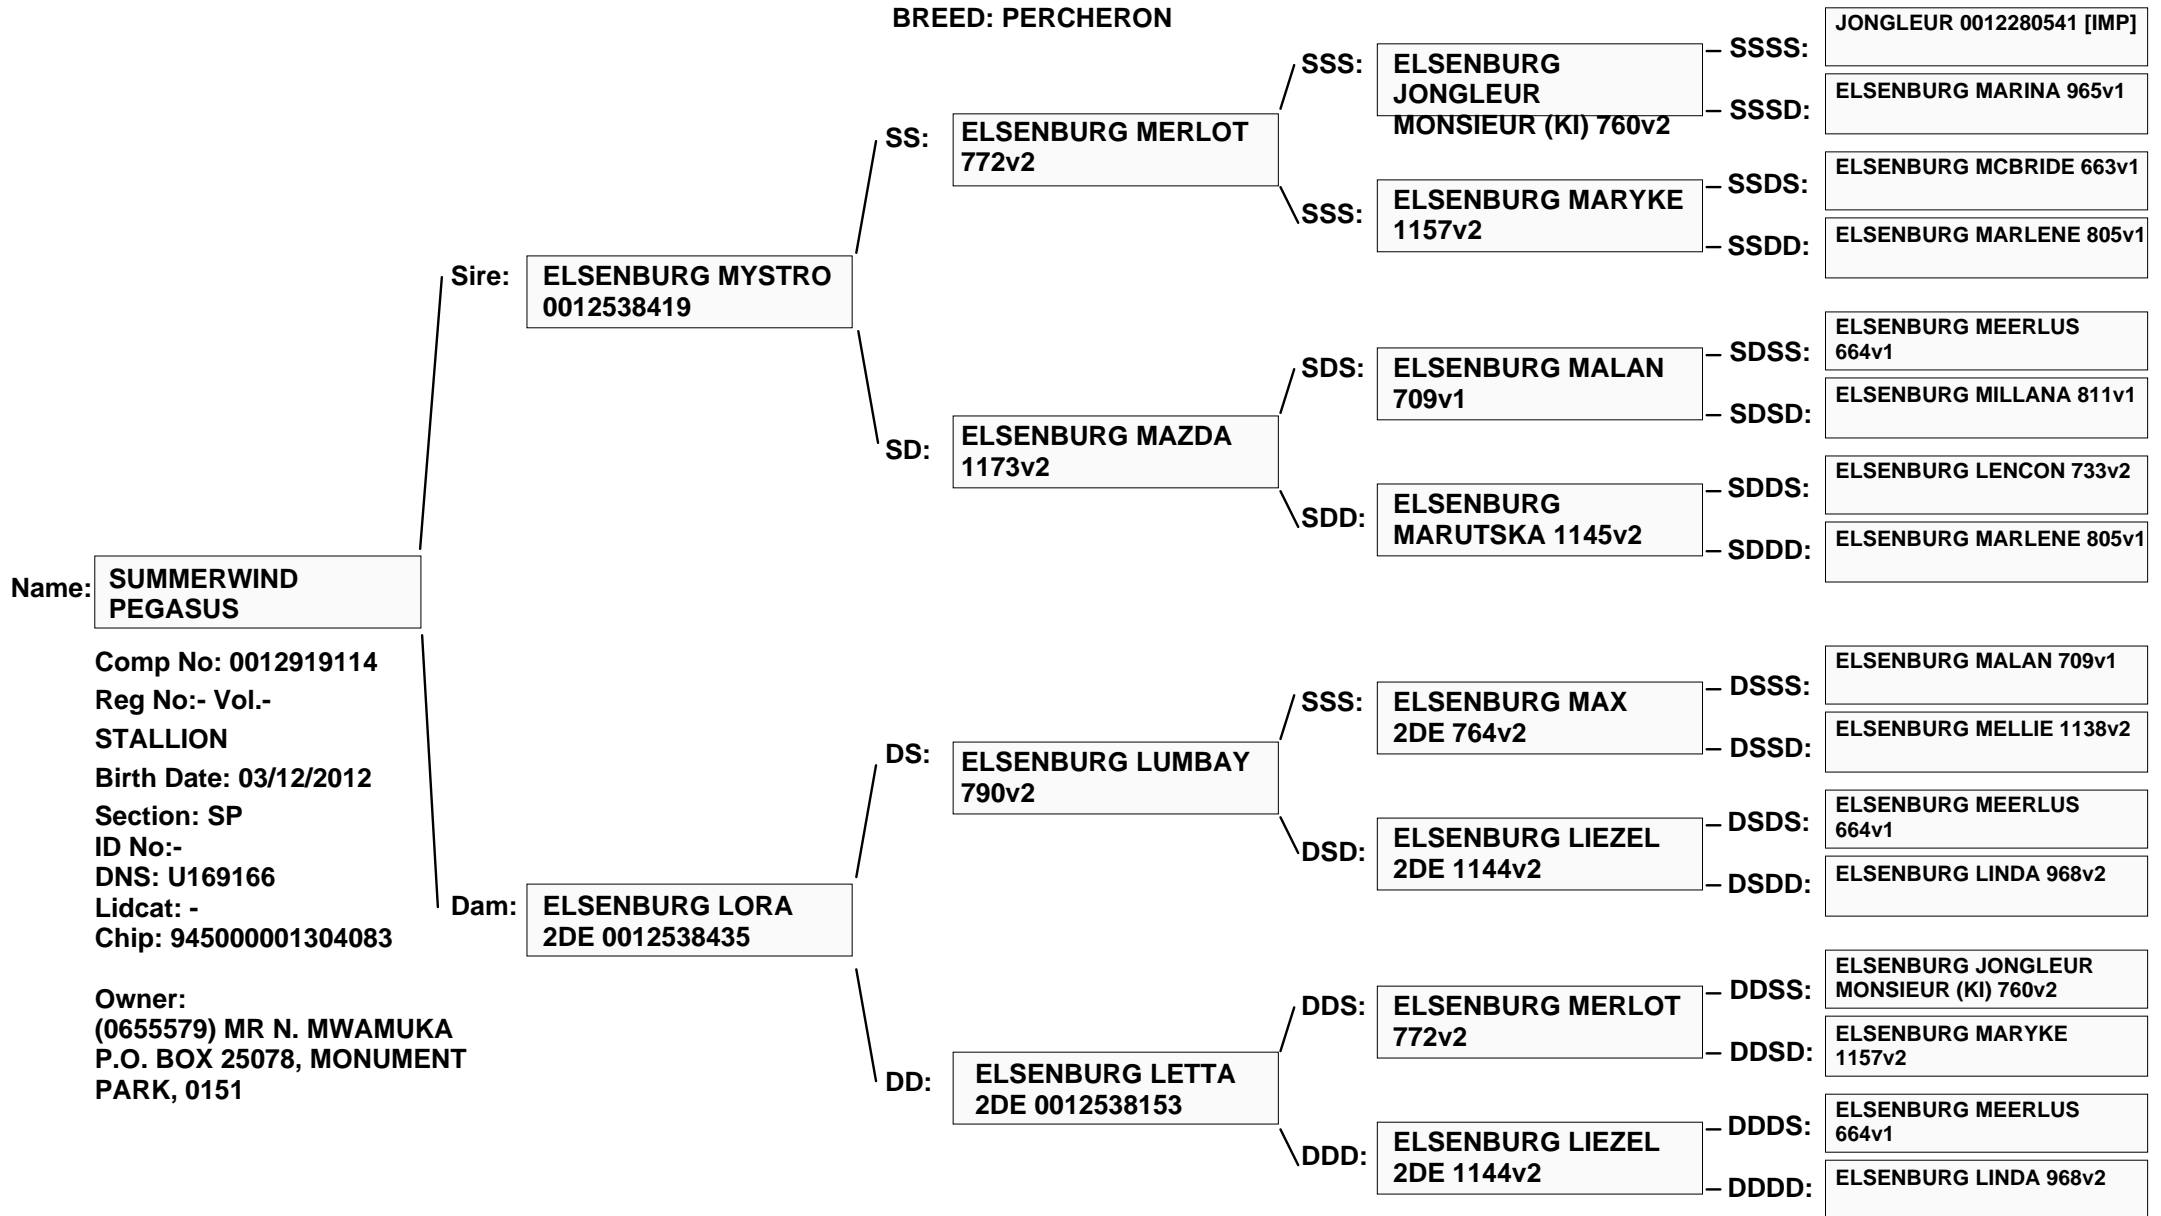 BREED: PERCHERON
Name:
SUMMERWIND
PEGASUS
Comp No: 0012919114
Reg No:- Vol.-
STALLION
Birth Date: 03/12/2012
Section: SP
ID No:-
DNS: U169166
Lidcat: -
Chip: 945000001304083
Owner:
(0655579) MR N. MWAMUKA
P.O. BOX 25078, MONUMENT
PARK, 0151
Sire:
ELSENBURG MYSTRO
0012538419
Dam:
ELSENBURG LORA
2DE 0012538435
SS:
ELSENBURG MERLOT
772v2
SD:
ELSENBURG MAZDA
1173v2
DS:
ELSENBURG LUMBAY
790v2
DD:
ELSENBURG LETTA
2DE 0012538153
SSS:
ELSENBURG
JONGLEUR
MONSIEUR (KI) 760v2
SSS:
ELSENBURG MARYKE
1157v2
SDS:
ELSENBURG MALAN
709v1
SDD:
ELSENBURG
MARUTSKA 1145v2
SSS:
ELSENBURG MAX
2DE 764v2
DSD:
ELSENBURG LIEZEL
2DE 1144v2
DDS:
ELSENBURG MERLOT
772v2
DDD:
ELSENBURG LIEZEL
2DE 1144v2
SSSS:
JONGLEUR 0012280541 [IMP]
SSSD:
ELSENBURG MARINA 965v1
SSDS:
ELSENBURG MCBRIDE 663v1
SSDD:
ELSENBURG MARLENE 805v1
SDSS:
ELSENBURG MEERLUS
664v1
SDSD:
ELSENBURG MILLANA 811v1
SDDS:
ELSENBURG LENCON 733v2
SDDD:
ELSENBURG MARLENE 805v1
DSSS:
ELSENBURG MALAN 709v1
DSSD:
ELSENBURG MELLIE 1138v2
DSDS:
ELSENBURG MEERLUS
664v1
DSDD:
ELSENBURG LINDA 968v2
DDSS:
ELSENBURG JONGLEUR
MONSIEUR (KI) 760v2
DDSD:
ELSENBURG MARYKE
1157v2
DDDS:
ELSENBURG MEERLUS
664v1
DDDD:
ELSENBURG LINDA 968v2